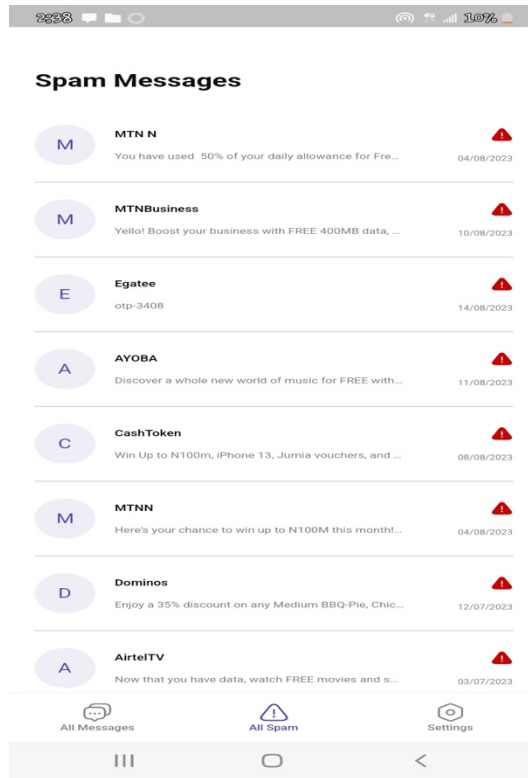 2:38
4G
10%
Spam Messages
M
MTN N
You have used 50% of your daily allowance for Fre...
04/08/2023
M
MTNBusiness
Yello! Boost your business with FREE 400MB data, ...
10/08/2023
E
Egatee
otp-3408
14/08/2023
A
AYOBA
Discover a whole new world of music for FREE with...
11/08/2023
C
CashToken
Win Up to N100m, iPhone 13, Jumia vouchers, and ...
08/08/2023
M
MTNN
Here's your chance to win up to N100M this month!...
04/08/2023
D
Dominos
Enjoy a 35% discount on any Medium BBQ-Pie, Chic...
12/07/2023
A
AirtelTV
Now that you have data, watch FREE movies and s...
03/07/2023
All Messages
All Spam
Settings